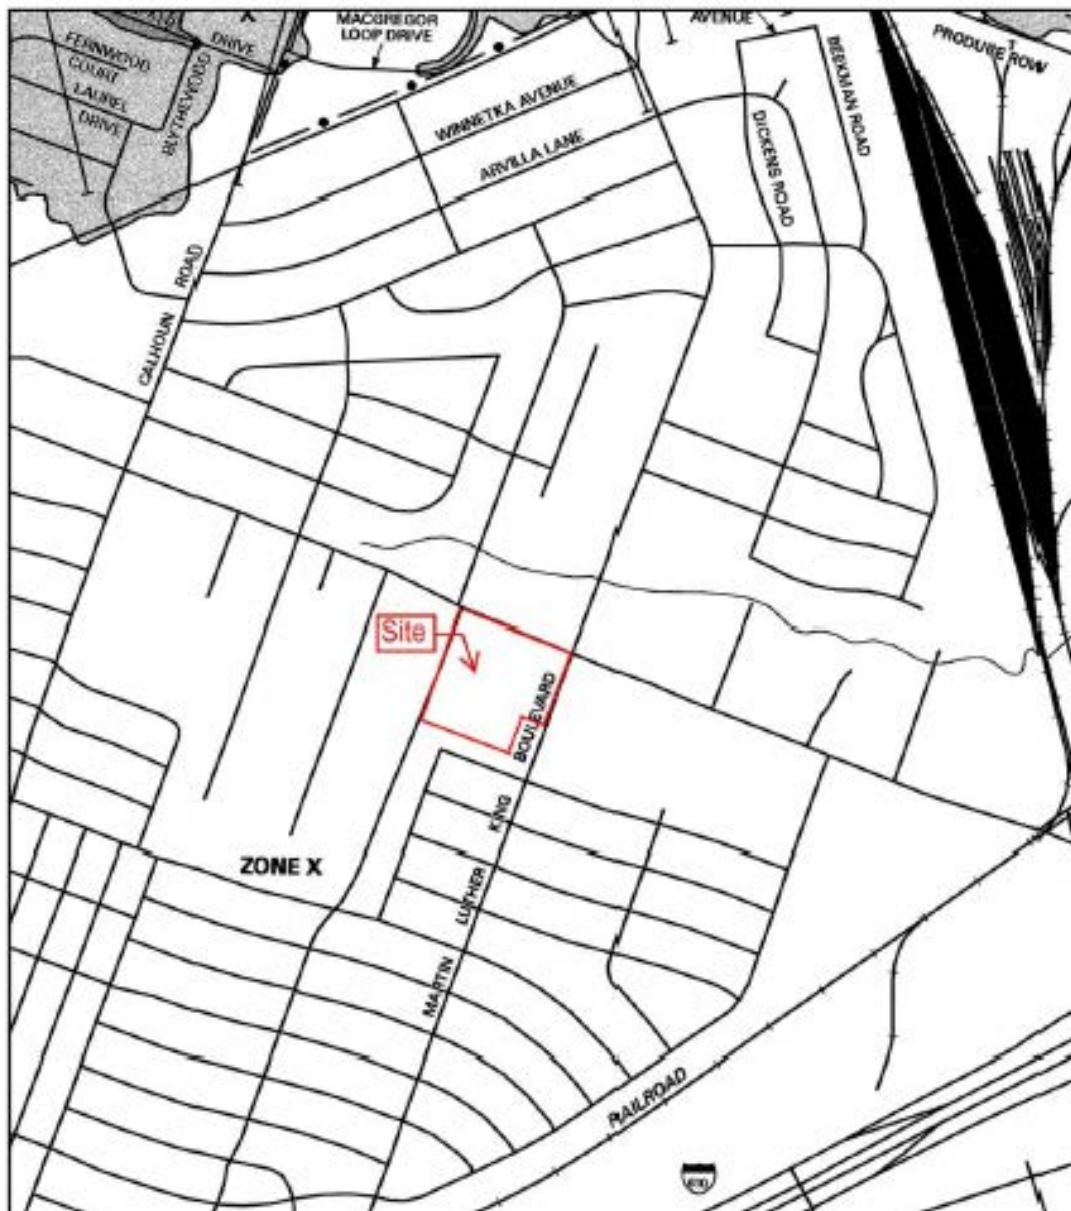 MACGREGOR
LOOP DRIVE
AVENUE
X
DRIVE
FERNWOOD
COURT
LAUREL
DRIVE
BLYTHEWOOD
PRODUCE ROW
BEEKMAN ROAD
WINNETKA AVENUE
ARVILLA LANE
DICKENS ROAD
CALHOUN ROAD
Site
MARTIN LUTHER KING BOULEVARD
ZONE X
RAILROAD
610